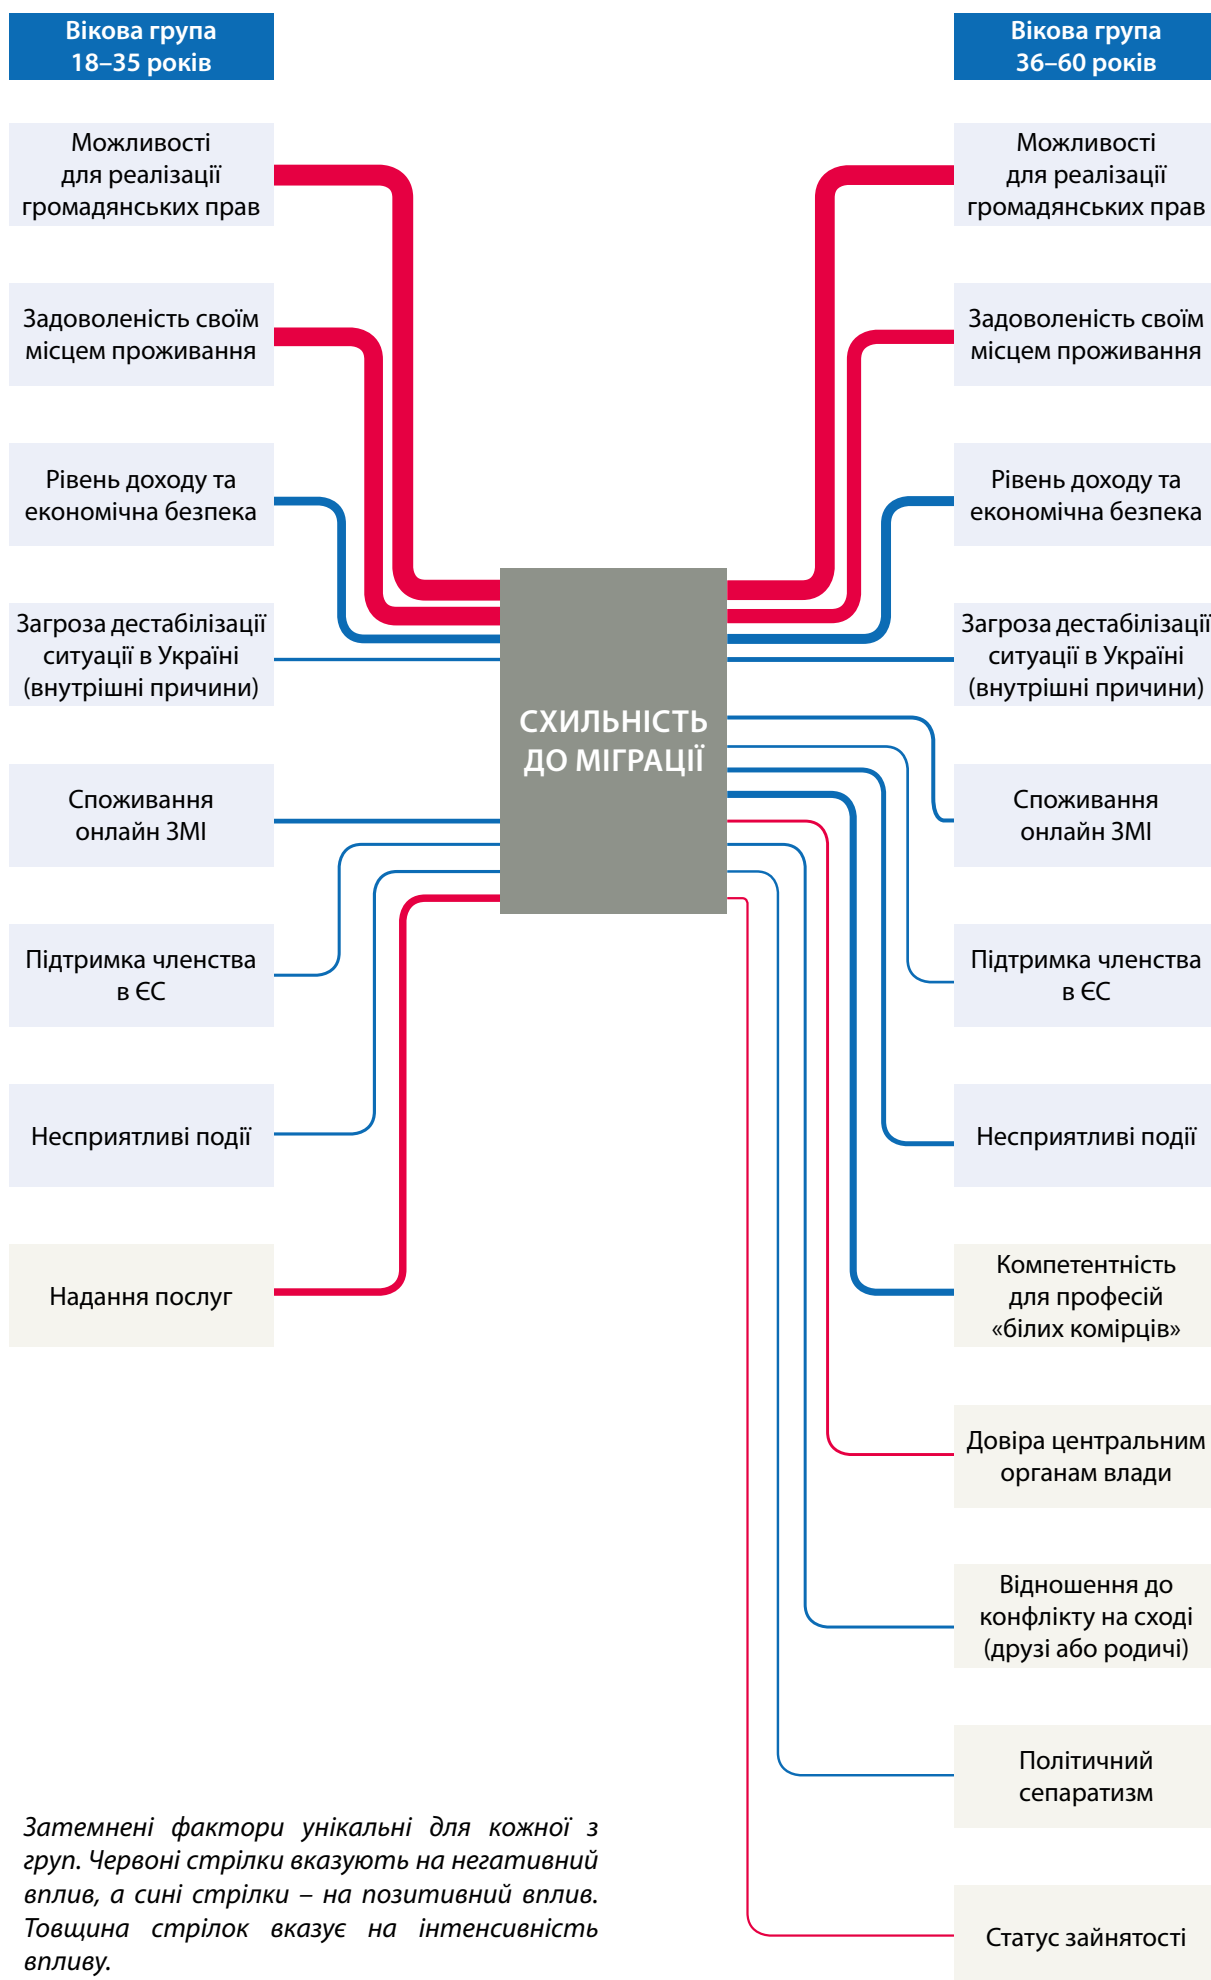 Вікова група
18–35 років
Можливості
для реалізації
громадянських прав
Задоволеність своїм
місцем проживання
Рівень доходу та
економічна безпека
Загроза дестабілізації
ситуації в Україні
(внутрішні причини)
Споживання
онлайн ЗМІ
Підтримка членства
в ЄС
Несприятливі події
Надання послуг
СХИЛЬНІСТЬ
ДО МІГРАЦІЇ
Вікова група
36–60 років
Можливості
для реалізації
громадянських прав
Задоволеність своїм
місцем проживання
Рівень доходу та
економічна безпека
Загроза дестабілізації
ситуації в Україні
(внутрішні причини)
Споживання
онлайн ЗМІ
Підтримка членства
в ЄС
Несприятливі події
Компетентність
для професій
«білих комірців»
Довіра центральним
органам влади
Відношення до
конфлікту на сході
(друзі або родичі)
Політичний
сепаратизм
Статус зайнятості
Затемнені фактори унікальні для кожної з
груп. Червоні стрілки вказують на негативний
вплив, а сині стрілки – на позитивний вплив.
Товщина стрілок вказує на інтенсивність
впливу.